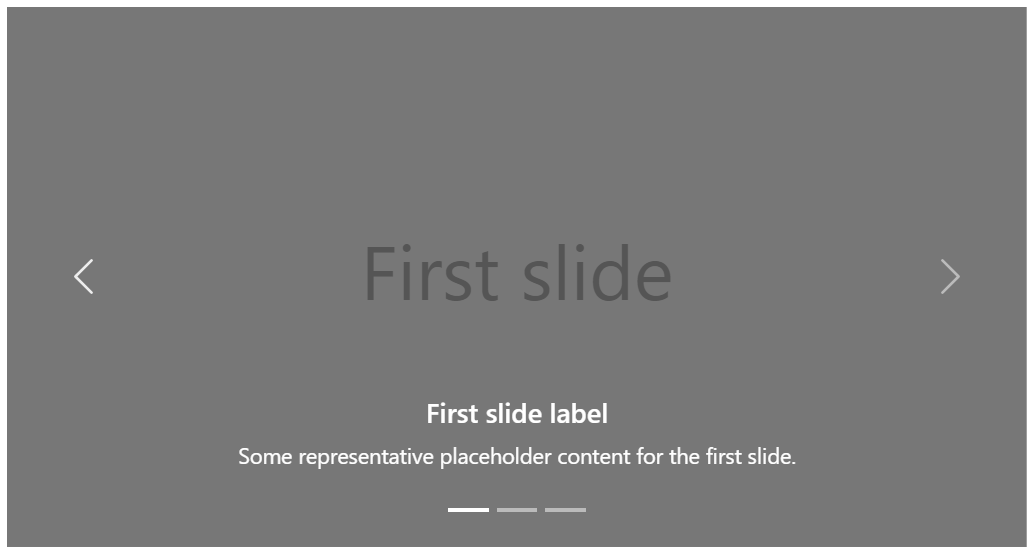 First slide
First slide label
Some representative placeholder content for the first slide.